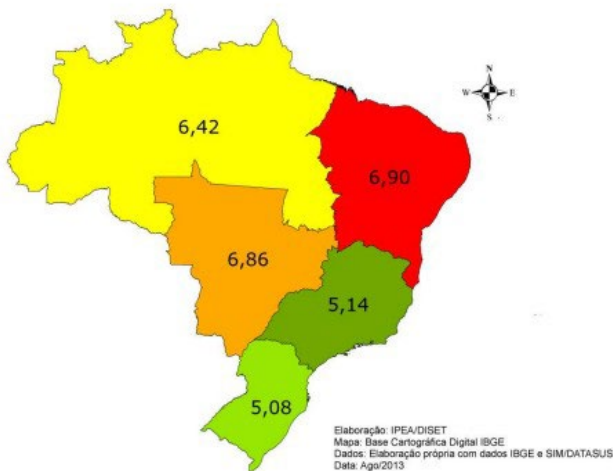 N
W E
S
6,42
6,90
6,86
5,14
5,08
Elaboração: IPEA/DISET
Mapa: Base Cartográfica Digital IBGE
Dados: Elaboração própria com dados IBGE e SIM/DATASUS
Data: Ago/2013